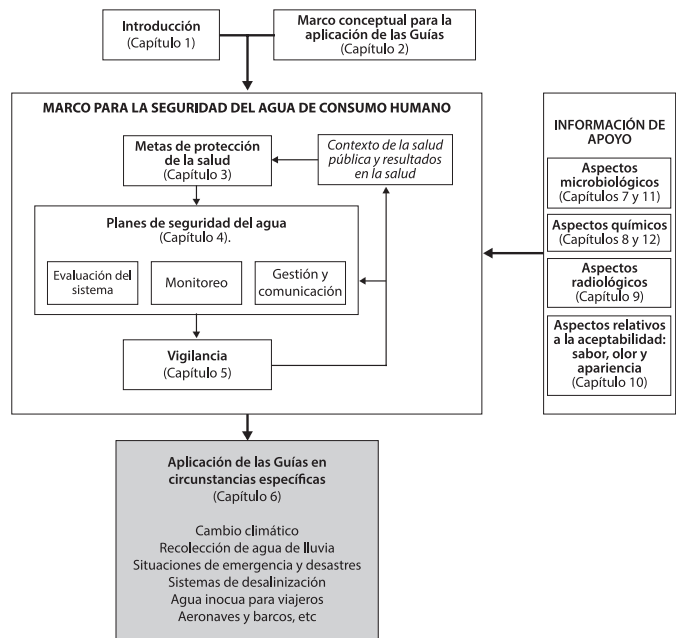 Introducción
(Capítulo 1)
Marco conceptual para la
aplicación de las Guías
(Capítulo 2)
MARCO PARA LA SEGURIDAD DEL AGUA DE CONSUMO HUMANO
Metas de protección
de la salud
(Capítulo 3)
Contexto de la salud
pública y resultados
en la salud
Planes de seguridad del agua
(Capítulo 4).
Evaluación del
sistema
Monitoreo
Gestión y
comunicación
Vigilancia
(Capítulo 5)
INFORMACIÓN DE
APOYO
Aspectos
microbiológicos
(Capítulos 7 y 11)
Aspectos químicos
(Capítulos 8 y 12)
Aspectos
radiológicos
(Capítulo 9)
Aspectos relativos
a la aceptabilidad:
sabor, olor y
apariencia
(Capítulo 10)
Aplicación de las Guías en
circunstancias específicas
(Capítulo 6)
Cambio climático
Recolección de agua de lluvia
Situaciones de emergencia y desastres
Sistemas de desalinización
Agua inocua para viajeros
Aeronaves y barcos, etc